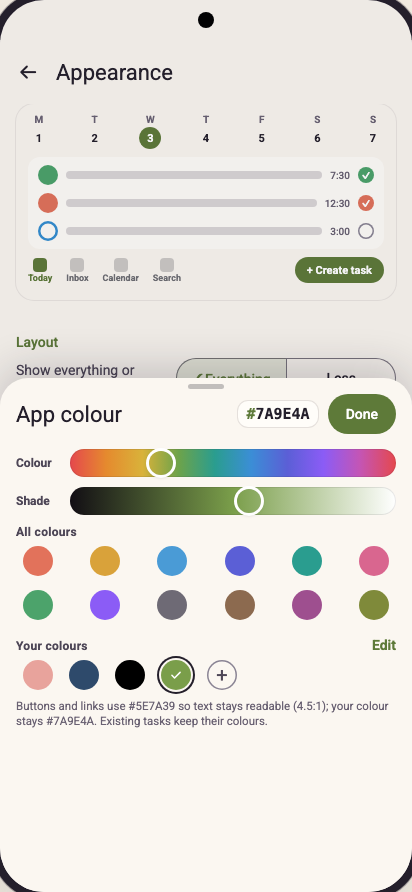 Appearance
M T W T F S S
1 2 3 4 5 6 7
7:30
12:30
3:00
Today Inbox Calendar Search + Create task
Layout
Show everything or
App colour #7A9E4A Done
Colour
Shade
All colours
Your colours Edit
Buttons and links use #5E7A39 so text stays readable (4.5:1); your colour
stays #7A9E4A. Existing tasks keep their colours.